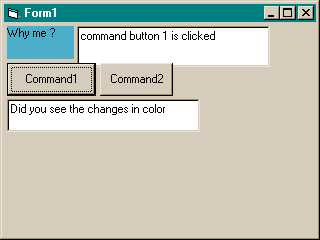 Form1
Why me ?
command button 1 is clicked
Command1
Command2
Did you see the changes in color